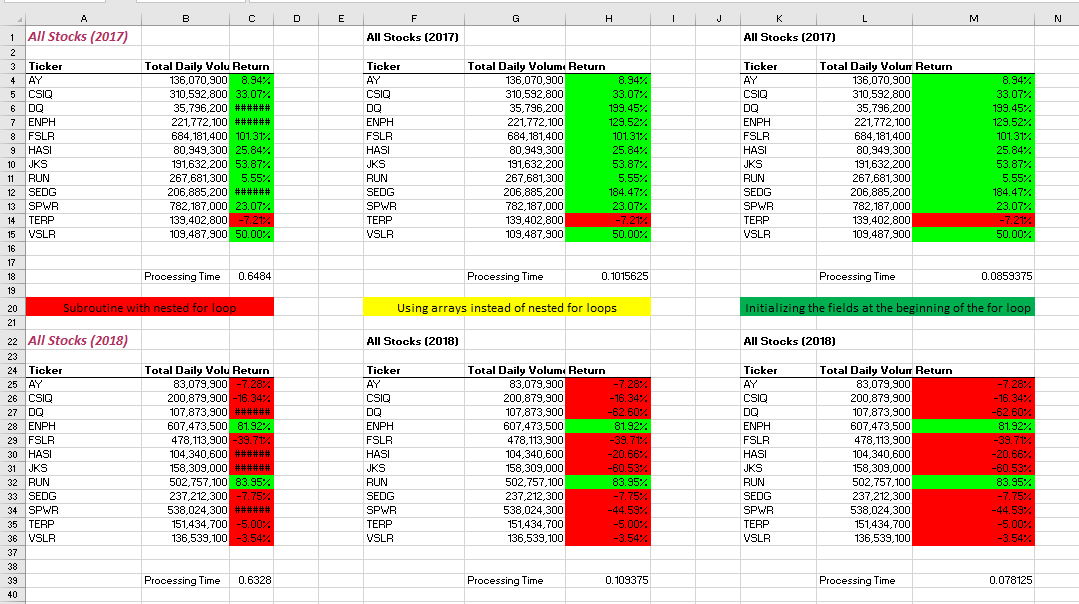 A B C D E F G H I J K L M N
1 All Stocks (2017) All Stocks (2017) All Stocks (2017)
2
3 Ticker Total Daily Volu Return Ticker Total Daily Volum Return Ticker Total Daily Volum Return
4 AY 136,070,900 8.94% AY 136,070,900 8.94% AY 136,070,900 8.94%
5 CSIQ 310,592,800 33.07% CSIQ 310,592,800 33.07% CSIQ 310,592,800 33.07%
6 DQ 35,796,200 ###### DQ 35,796,200 199.45% DQ 35,796,200 199.45%
7 ENPH 221,772,100 ###### ENPH 221,772,100 129.52% ENPH 221,772,100 129.52%
8 FSLR 684,181,400 101.31% FSLR 684,181,400 101.31% FSLR 684,181,400 101.31%
9 HASI 80,949,300 25.84% HASI 80,949,300 25.84% HASI 80,949,300 25.84%
10 JKS 191,632,200 53.87% JKS 191,632,200 53.87% JKS 191,632,200 53.87%
11 RUN 267,681,300 5.55% RUN 267,681,300 5.55% RUN 267,681,300 5.55%
12 SEDG 206,885,200 ###### SEDG 206,885,200 184.47% SEDG 206,885,200 184.47%
13 SPWR 782,187,000 23.07% SPWR 782,187,000 23.07% SPWR 782,187,000 23.07%
14 TERP 139,402,800 -7.21% TERP 139,402,800 -7.21% TERP 139,402,800 -7.21%
15 VSLR 109,487,900 50.00% VSLR 109,487,900 50.00% VSLR 109,487,900 50.00%
16
17
18 Processing Time 0.6484 Processing Time 0.1015625 Processing Time 0.0859375
19
20 Subroutine with nested for loop Using arrays instead of nested for loops Initializing the fields at the beginning of the for loop
21
22 All Stocks (2018) All Stocks (2018) All Stocks (2018)
23
24 Ticker Total Daily Volu Return Ticker Total Daily Volum Return Ticker Total Daily Volum Return
25 AY 83,079,900 -7.28% AY 83,079,900 -7.28% AY 83,079,900 -7.28%
26 CSIQ 200,879,900 -16.34% CSIQ 200,879,900 -16.34% CSIQ 200,879,900 -16.34%
27 DQ 107,873,900 ###### DQ 107,873,900 -62.60% DQ 107,873,900 -62.60%
28 ENPH 607,473,500 81.92% ENPH 607,473,500 81.92% ENPH 607,473,500 81.92%
29 FSLR 478,113,900 -39.71% FSLR 478,113,900 -39.71% FSLR 478,113,900 -39.71%
30 HASI 104,340,600 ###### HASI 104,340,600 -20.66% HASI 104,340,600 -20.66%
31 JKS 158,309,000 ###### JKS 158,309,000 -60.53% JKS 158,309,000 -60.53%
32 RUN 502,757,100 83.95% RUN 502,757,100 83.95% RUN 502,757,100 83.95%
33 SEDG 237,212,300 -7.75% SEDG 237,212,300 -7.75% SEDG 237,212,300 -7.75%
34 SPWR 538,024,300 ###### SPWR 538,024,300 -44.59% SPWR 538,024,300 -44.59%
35 TERP 151,434,700 -5.00% TERP 151,434,700 -5.00% TERP 151,434,700 -5.00%
36 VSLR 136,539,100 -3.54% VSLR 136,539,100 -3.54% VSLR 136,539,100 -3.54%
37
38
39 Processing Time 0.6328 Processing Time 0.109375 Processing Time 0.078125
40